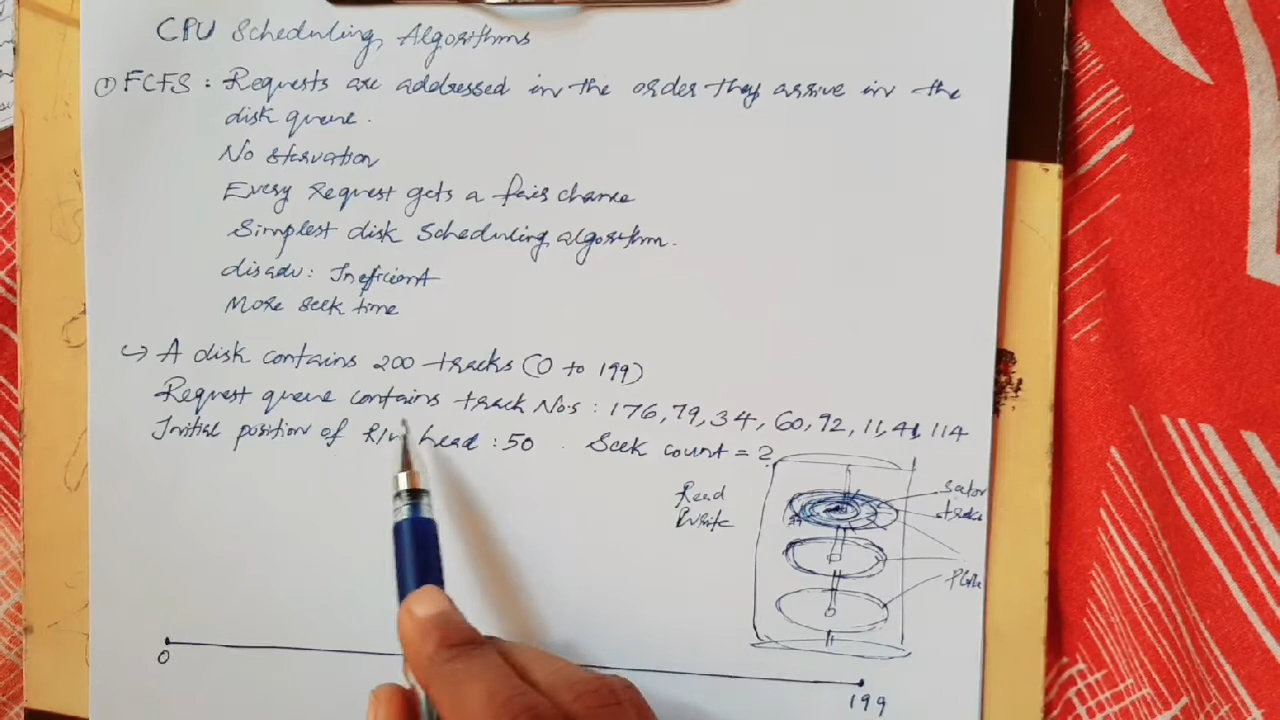 CPU Scheduling Algorithms
① FCFS : Requests are addressed in the order they arrive in the
disk queue.
No starvation
Every request gets a fair chance
Simplest disk scheduling algorithm.
disadv: Inefficient
More seek time
↪ A disk contains 200 tracks (0 to 199)
Request queue contains track No.s : 176, 79, 34, 60, 92, 11, 41, 114
Initial position of R/W head : 50 . Seek count = ?
Read
Write
Sector
track
0
199